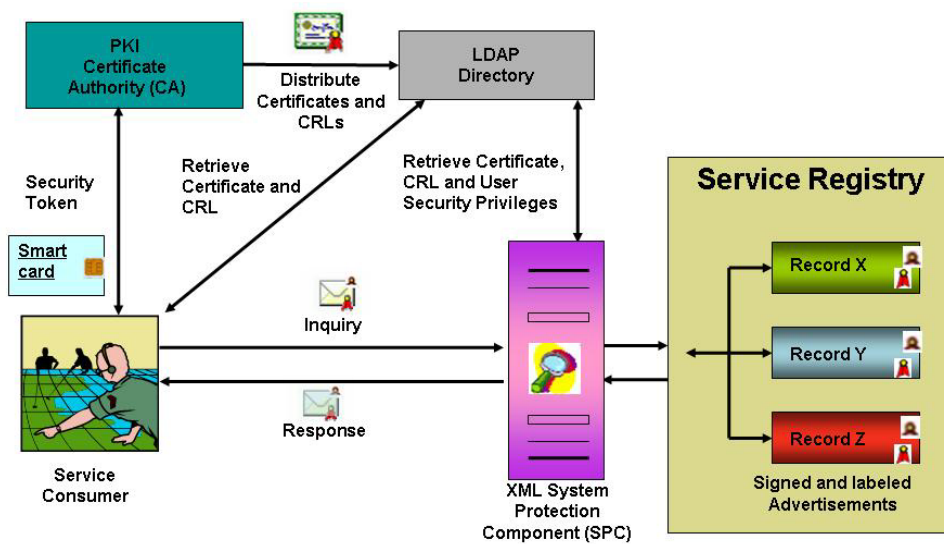 PKI
Certificate
Authority (CA)
LDAP
Directory
Distribute
Certificates and
CRLs
Security
Token
Retrieve
Certificate and
CRL
Retrieve Certificate,
CRL and User
Security Privileges
Smart
card
Service Registry
Record X
Record Y
Record Z
Signed and labeled
Advertisements
Inquiry
Response
Service
Consumer
XML System
Protection
Component (SPC)